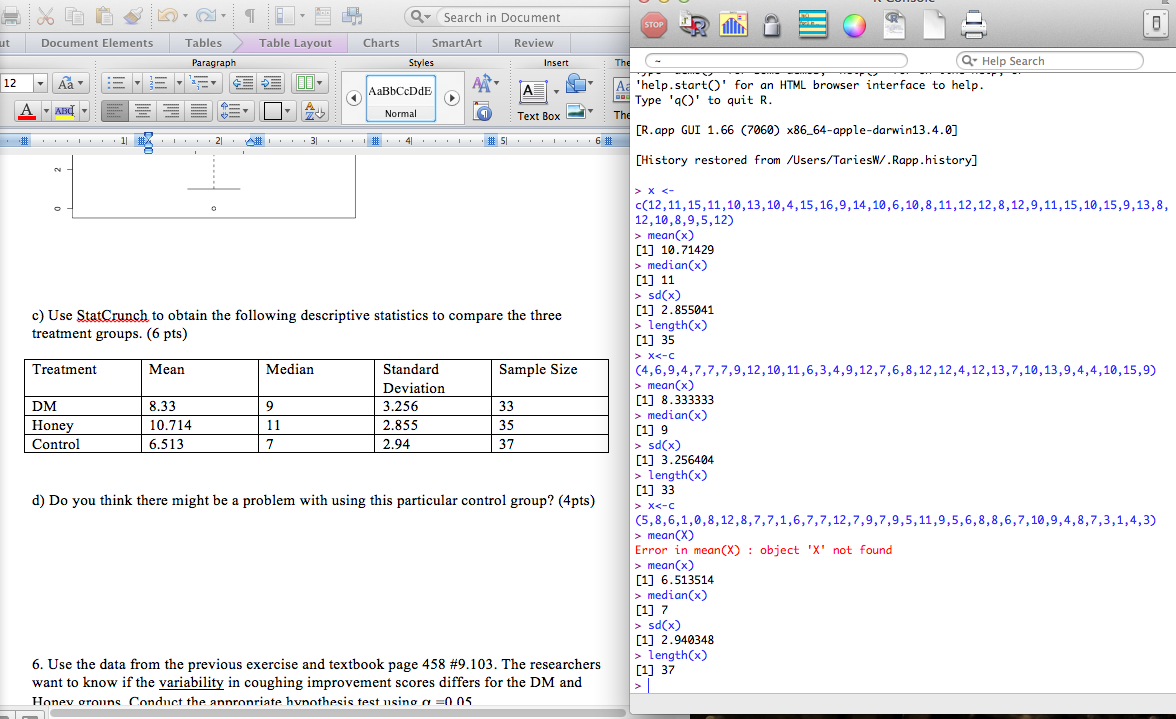 Search in Document
Document Elements
Tables
Table Layout
Charts
SmartArt
Review
Paragraph
Styles
Insert
12
Aa
AaBbCcDdE
Normal
Text Box
A
ABC
1
2
3
4
5
6
2
0
c) Use StatCrunch to obtain the following descriptive statistics to compare the three
treatment groups. (6 pts)
Treatment Mean Median Standard Deviation Sample Size
DM 8.33 9 3.256 33
Honey 10.714 11 2.855 35
Control 6.513 7 2.94 37
d) Do you think there might be a problem with using this particular control group? (4pts)
6. Use the data from the previous exercise and textbook page 458 #9.103. The researchers
want to know if the variability in coughing improvement scores differs for the DM and
Honey groups. Conduct the appropriate hypothesis test using α =0.05
R Console
STOP
~
Help Search
'help.start()' for an HTML browser interface to help.
Type 'q()' to quit R.
[R.app GUI 1.66 (7060) x86_64-apple-darwin13.4.0]
[History restored from /Users/TariesW/.Rapp.history]
> x <-
c(12,11,15,11,10,13,10,4,15,16,9,14,10,6,10,8,11,12,12,8,12,9,11,15,10,15,9,13,8,
12,10,8,9,5,12)
> mean(x)
[1] 10.71429
> median(x)
[1] 11
> sd(x)
[1] 2.855041
> length(x)
[1] 35
> x<-c
(4,6,9,4,7,7,7,9,12,10,11,6,3,4,9,12,7,6,8,12,12,4,12,13,7,10,13,9,4,4,10,15,9)
> mean(x)
[1] 8.333333
> median(x)
[1] 9
> sd(x)
[1] 3.256404
> length(x)
[1] 33
> x<-c
(5,8,6,1,0,8,12,8,7,7,1,6,7,7,12,7,9,7,9,5,11,9,5,6,8,8,6,7,10,9,4,8,7,3,1,4,3)
> mean(X)
Error in mean(X) : object 'X' not found
> mean(x)
[1] 6.513514
> median(x)
[1] 7
> sd(x)
[1] 2.940348
> length(x)
[1] 37
>